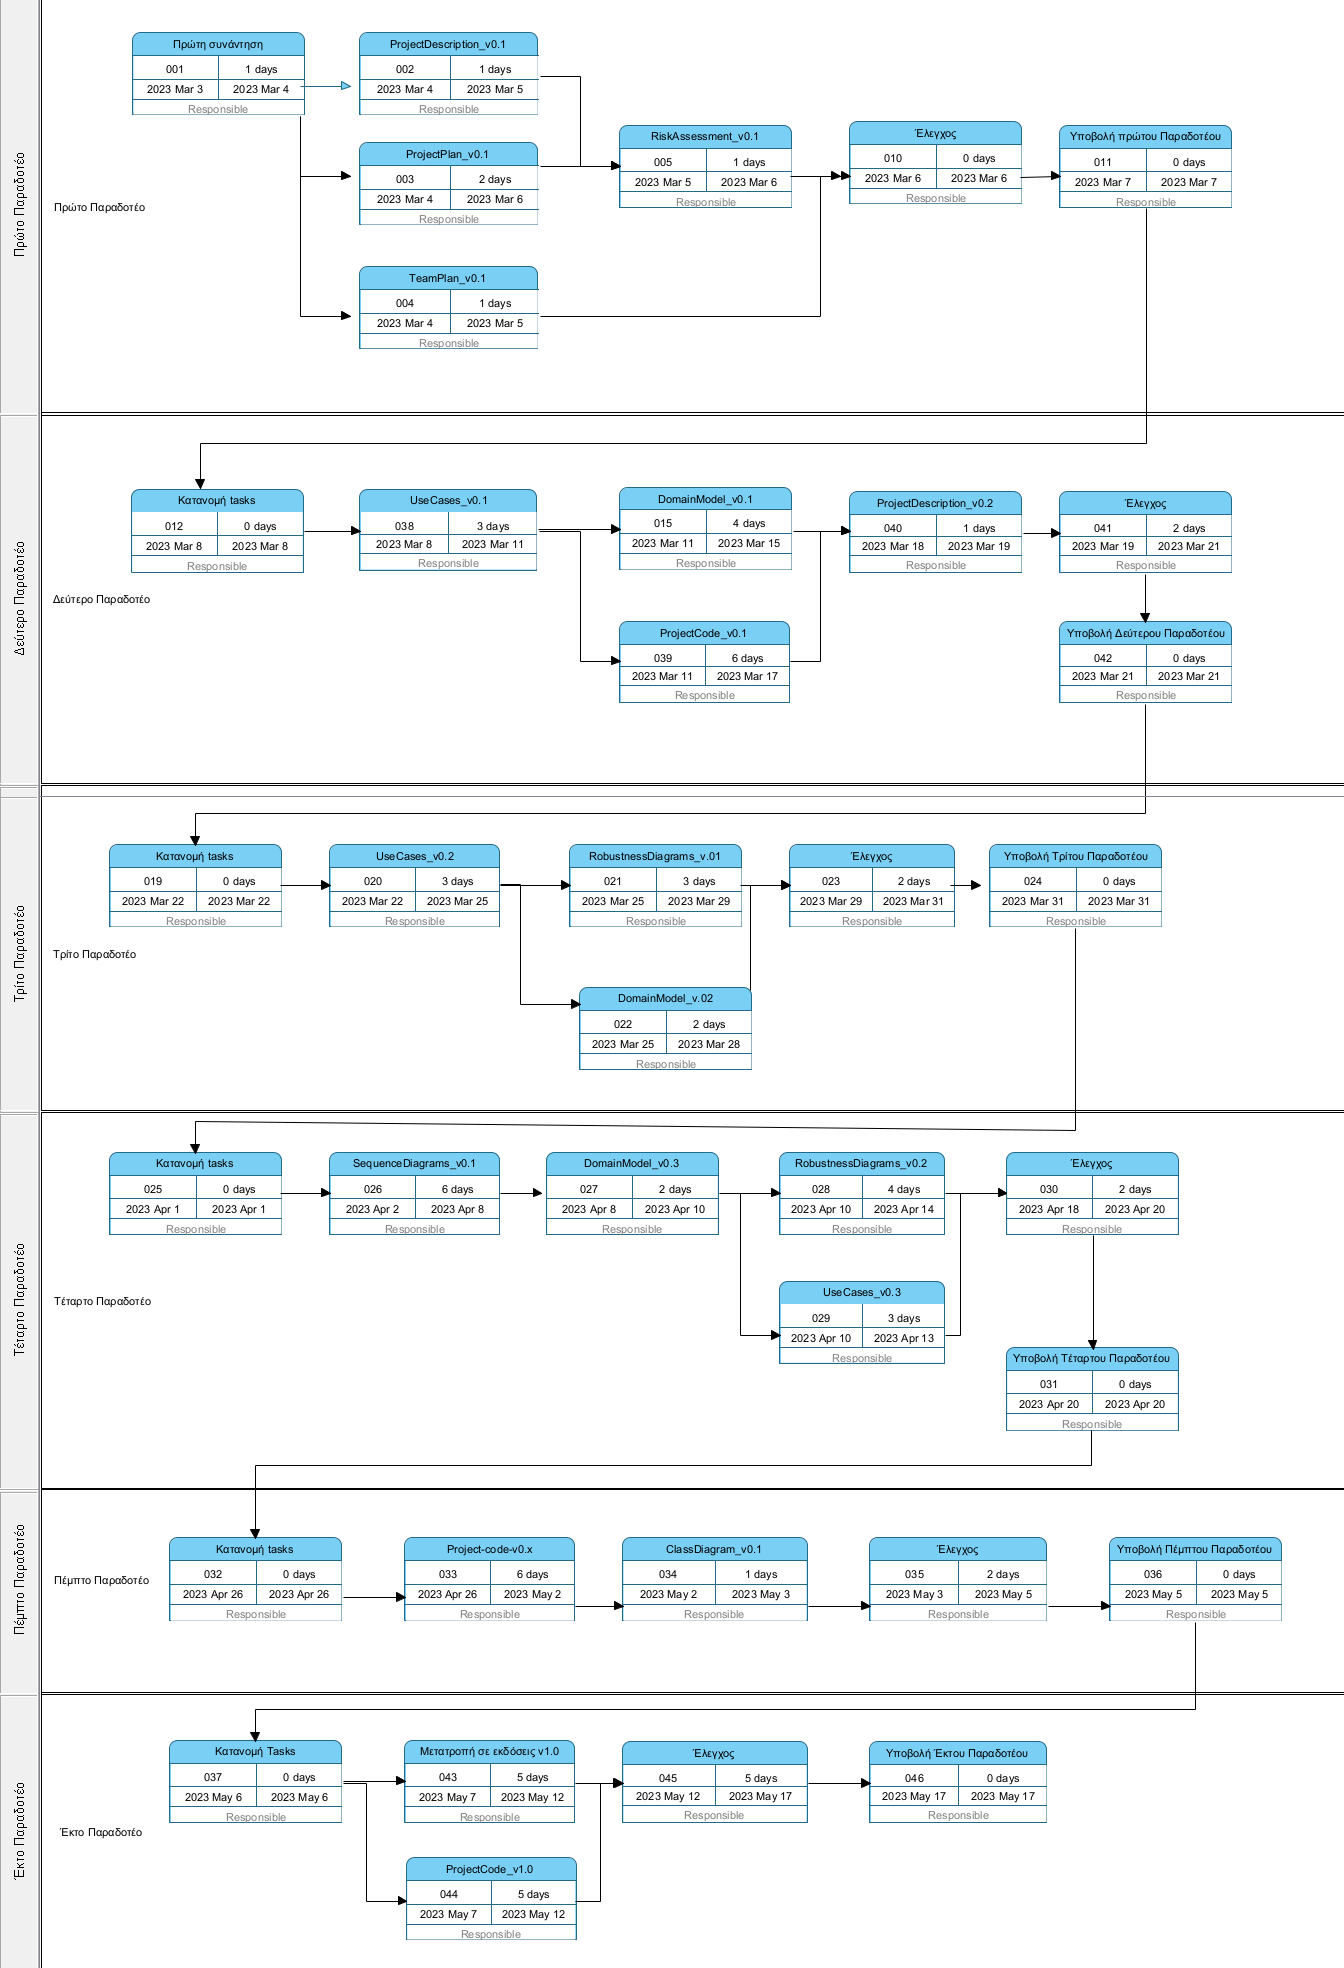 Πρώτο Παραδοτέο
Πρώτο Παραδοτέο
Πρώτη συνάντηση
001 1 days
2023 Mar 3 2023 Mar 4
Responsible
ProjectDescription_v0.1
002 1 days
2023 Mar 4 2023 Mar 5
Responsible
ProjectPlan_v0.1
003 2 days
2023 Mar 4 2023 Mar 6
Responsible
TeamPlan_v0.1
004 1 days
2023 Mar 4 2023 Mar 5
Responsible
RiskAssessment_v0.1
005 1 days
2023 Mar 5 2023 Mar 6
Responsible
Έλεγχος
010 0 days
2023 Mar 6 2023 Mar 6
Responsible
Υποβολή πρώτου Παραδοτέου
011 0 days
2023 Mar 7 2023 Mar 7
Responsible
Δεύτερο Παραδοτέο
Δεύτερο Παραδοτέο
Κατανομή tasks
012 0 days
2023 Mar 8 2023 Mar 8
Responsible
UseCases_v0.1
038 3 days
2023 Mar 8 2023 Mar 11
Responsible
DomainModel_v0.1
015 4 days
2023 Mar 11 2023 Mar 15
Responsible
ProjectCode_v0.1
039 6 days
2023 Mar 11 2023 Mar 17
Responsible
ProjectDescription_v0.2
040 1 days
2023 Mar 18 2023 Mar 19
Responsible
Έλεγχος
041 2 days
2023 Mar 19 2023 Mar 21
Responsible
Υποβολή Δεύτερου Παραδοτέου
042 0 days
2023 Mar 21 2023 Mar 21
Responsible
Τρίτο Παραδοτέο
Τρίτο Παραδοτέο
Κατανομή tasks
019 0 days
2023 Mar 22 2023 Mar 22
Responsible
UseCases_v0.2
020 3 days
2023 Mar 22 2023 Mar 25
Responsible
RobustnessDiagrams_v.01
021 3 days
2023 Mar 25 2023 Mar 29
Responsible
DomainModel_v.02
022 2 days
2023 Mar 25 2023 Mar 28
Responsible
Έλεγχος
023 2 days
2023 Mar 29 2023 Mar 31
Responsible
Υποβολή Τρίτου Παραδοτέου
024 0 days
2023 Mar 31 2023 Mar 31
Responsible
Τέταρτο Παραδοτέο
Τέταρτο Παραδοτέο
Κατανομή tasks
025 0 days
2023 Apr 1 2023 Apr 1
Responsible
SequenceDiagrams_v0.1
026 6 days
2023 Apr 2 2023 Apr 8
Responsible
DomainModel_v0.3
027 2 days
2023 Apr 8 2023 Apr 10
Responsible
RobustnessDiagrams_v0.2
028 4 days
2023 Apr 10 2023 Apr 14
Responsible
UseCases_v0.3
029 3 days
2023 Apr 10 2023 Apr 13
Responsible
Έλεγχος
030 2 days
2023 Apr 18 2023 Apr 20
Responsible
Υποβολή Τέταρτου Παραδοτέου
031 0 days
2023 Apr 20 2023 Apr 20
Responsible
Πέμπτο Παραδοτέο
Πέμπτο Παραδοτέο
Κατανομή tasks
032 0 days
2023 Apr 26 2023 Apr 26
Responsible
Project-code-v0.x
033 6 days
2023 Apr 26 2023 May 2
Responsible
ClassDiagram_v0.1
034 1 days
2023 May 2 2023 May 3
Responsible
Έλεγχος
035 2 days
2023 May 3 2023 May 5
Responsible
Υποβολή Πέμπτου Παραδοτέου
036 0 days
2023 May 5 2023 May 5
Responsible
Έκτο Παραδοτέο
Έκτο Παραδοτέο
Κατανομή Tasks
037 0 days
2023 May 6 2023 May 6
Responsible
Μετατροπή σε εκδόσεις v1.0
043 5 days
2023 May 7 2023 May 12
Responsible
ProjectCode_v1.0
044 5 days
2023 May 7 2023 May 12
Responsible
Έλεγχος
045 5 days
2023 May 12 2023 May 17
Responsible
Υποβολή Έκτου Παραδοτέου
046 0 days
2023 May 17 2023 May 17
Responsible